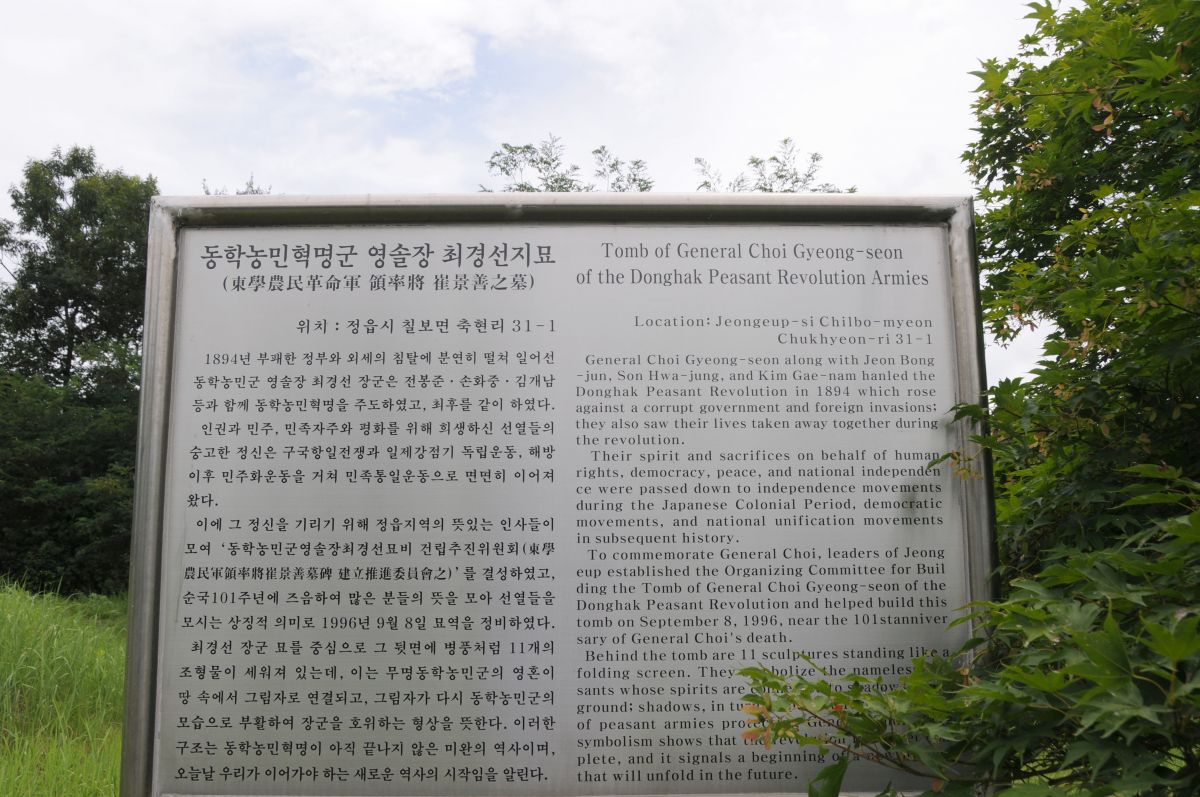 동학농민혁명군 영솔장 최경선지묘
(東學農民革命軍 領率將 崔景善之墓)
위치 : 정읍시 칠보면 축현리 31-1
1894년 부패한 정부와 외세의 침탈에 분연히 떨쳐 일어선
동학농민군 영솔장 최경선 장군은 전봉준·손화중·김개남
등과 함께 동학농민혁명을 주도하였고, 최후를 같이 하였다.
인권과 민주, 민족자주와 평화를 위해 희생하신 선열들의
숭고한 정신은 구국항일전쟁과 일제강점기 독립운동, 해방
이후 민주화운동을 거쳐 민족통일운동으로 면면히 이어져
왔다.
이에 그 정신을 기리기 위해 정읍지역의 뜻있는 인사들이
모여 '동학농민군영솔장최경선묘비 건립추진위원회(東學
農民軍領率將崔景善墓碑 建立推進委員會之)'를 결성하였고,
순국101주년에 즈음하여 많은 분들의 뜻을 모아 선열들을
모시는 상징적 의미로 1996년 9월 8일 묘역을 정비하였다.
최경선 장군 묘를 중심으로 그 뒷면에 병풍처럼 11개의
조형물이 세워져 있는데, 이는 무명동학농민군의 영혼이
땅 속에서 그림자로 연결되고, 그림자가 다시 동학농민군의
모습으로 부활하여 장군을 호위하는 형상을 뜻한다. 이러한
구조는 동학농민혁명이 아직 끝나지 않은 미완의 역사이며,
오늘날 우리가 이어가야 하는 새로운 역사의 시작임을 알린다.
Tomb of General Choi Gyeong-seon
of the Donghak Peasant Revolution Armies
Location: Jeongeup-si Chilbo-myeon
Chukhyeon-ri 31-1
General Choi Gyeong-seon along with Jeon Bong
-jun, Son Hwa-jung, and Kim Gae-nam hanled the
Donghak Peasant Revolution in 1894 which rose
against a corrupt government and foreign invasions;
they also saw their lives taken away together during
the revolution.
Their spirit and sacrifices on behalf of human
rights, democracy, peace, and national independen
ce were passed down to independence movements
during the Japanese Colonial Period, democratic
movements, and national unification movements
in subsequent history.
To commemorate General Choi, leaders of Jeong
eup established the Organizing Committee for Buil
ding the Tomb of General Choi Gyeong-seon of the
Donghak Peasant Revolution and helped build this
tomb on September 8, 1996, near the 101stanniver
sary of General Choi's death.
Behind the tomb are 11 sculptures standing like a
folding screen. They symbolize the nameless
sants whose spirits are to shadows
ground; shadows, in
of peasant armies
symbolism shows that the revolution
plete, and it signals a beginning of a
that will unfold in the future.